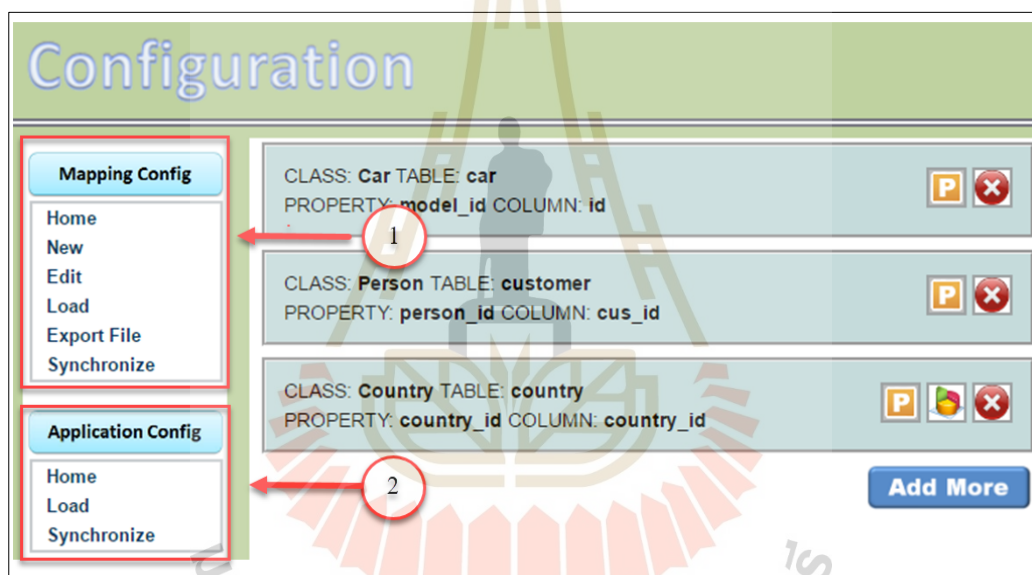 Configuration
Mapping Config
Home
New
Edit
Load
Export File
Synchronize
Application Config
Home
Load
Synchronize
CLASS: Car TABLE: car
PROPERTY: model_id COLUMN: id
P
1
CLASS: Person TABLE: customer
PROPERTY: person_id COLUMN: cus_id
P
CLASS: Country TABLE: country
PROPERTY: country_id COLUMN: country_id
P
2
Add More